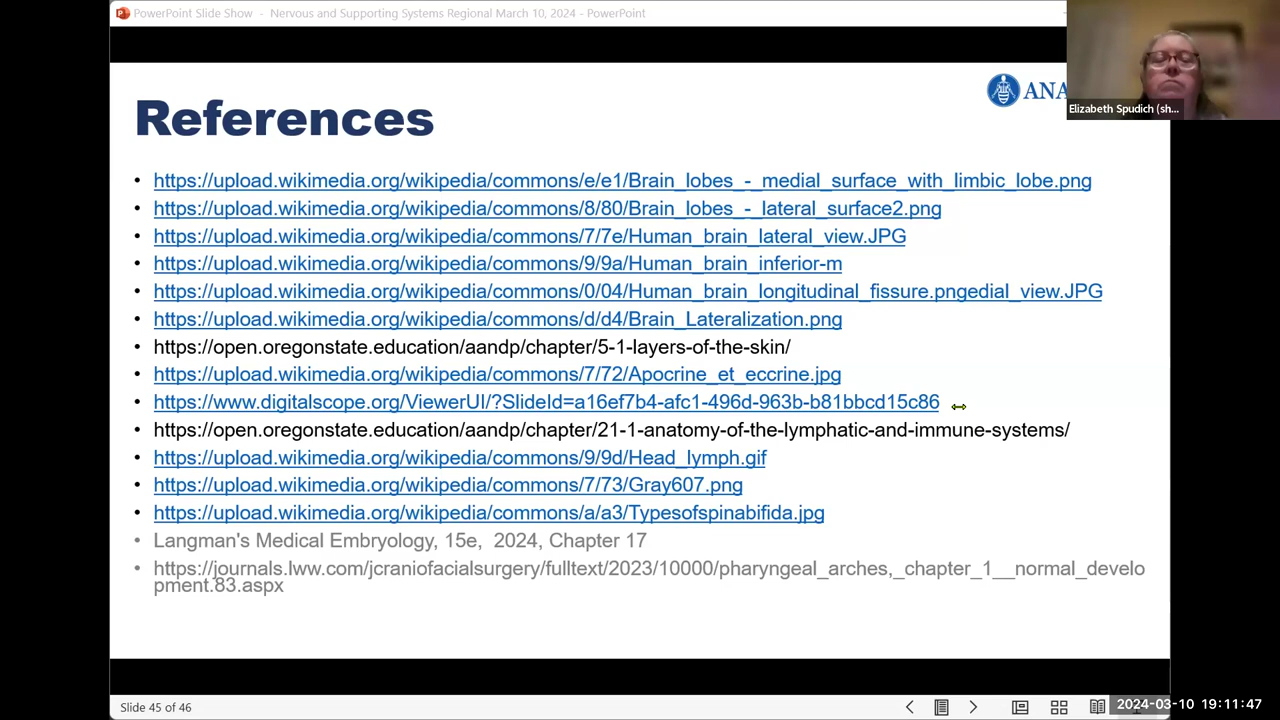 PowerPoint Slide Show - Nervous and Supporting Systems Regional March 10, 2024 - PowerPoint
ANA
Elizabeth Spudich (sh...
References
• https://upload.wikimedia.org/wikipedia/commons/e/e1/Brain_lobes_-_medial_surface_with_limbic_lobe.png
• https://upload.wikimedia.org/wikipedia/commons/8/80/Brain_lobes_-_lateral_surface2.png
• https://upload.wikimedia.org/wikipedia/commons/7/7e/Human_brain_lateral_view.JPG
• https://upload.wikimedia.org/wikipedia/commons/9/9a/Human_brain_inferior-m
• https://upload.wikimedia.org/wikipedia/commons/0/04/Human_brain_longitudinal_fissure.pngedial_view.JPG
• https://upload.wikimedia.org/wikipedia/commons/d/d4/Brain_Lateralization.png
• https://open.oregonstate.education/aandp/chapter/5-1-layers-of-the-skin/
• https://upload.wikimedia.org/wikipedia/commons/7/72/Apocrine_et_eccrine.jpg
• https://www.digitalscope.org/ViewerUI/?SlideId=a16ef7b4-afc1-496d-963b-b81bbcd15c86
• https://open.oregonstate.education/aandp/chapter/21-1-anatomy-of-the-lymphatic-and-immune-systems/
• https://upload.wikimedia.org/wikipedia/commons/9/9d/Head_lymph.gif
• https://upload.wikimedia.org/wikipedia/commons/7/73/Gray607.png
• https://upload.wikimedia.org/wikipedia/commons/a/a3/Typesofspinabifida.jpg
• Langman's Medical Embryology, 15e, 2024, Chapter 17
• https://journals.lww.com/jcraniofacialsurgery/fulltext/2023/10000/pharyngeal_arches,_chapter_1__normal_develo
pment.83.aspx
Slide 45 of 46
2024-03-10 19:11:47